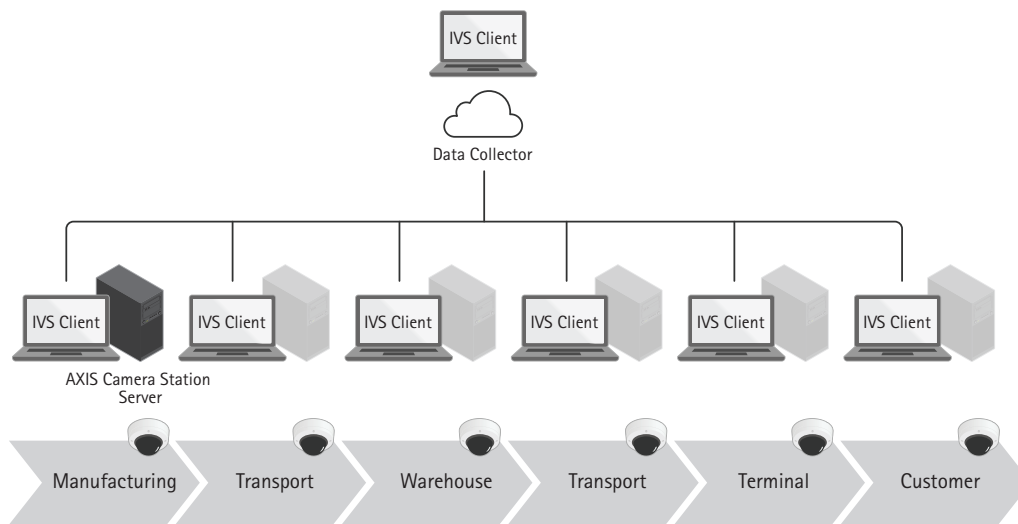 IVS Client
Data Collector
IVS Client
IVS Client
IVS Client
IVS Client
IVS Client
IVS Client
AXIS Camera Station
Server
Manufacturing
Transport
Warehouse
Transport
Terminal
Customer